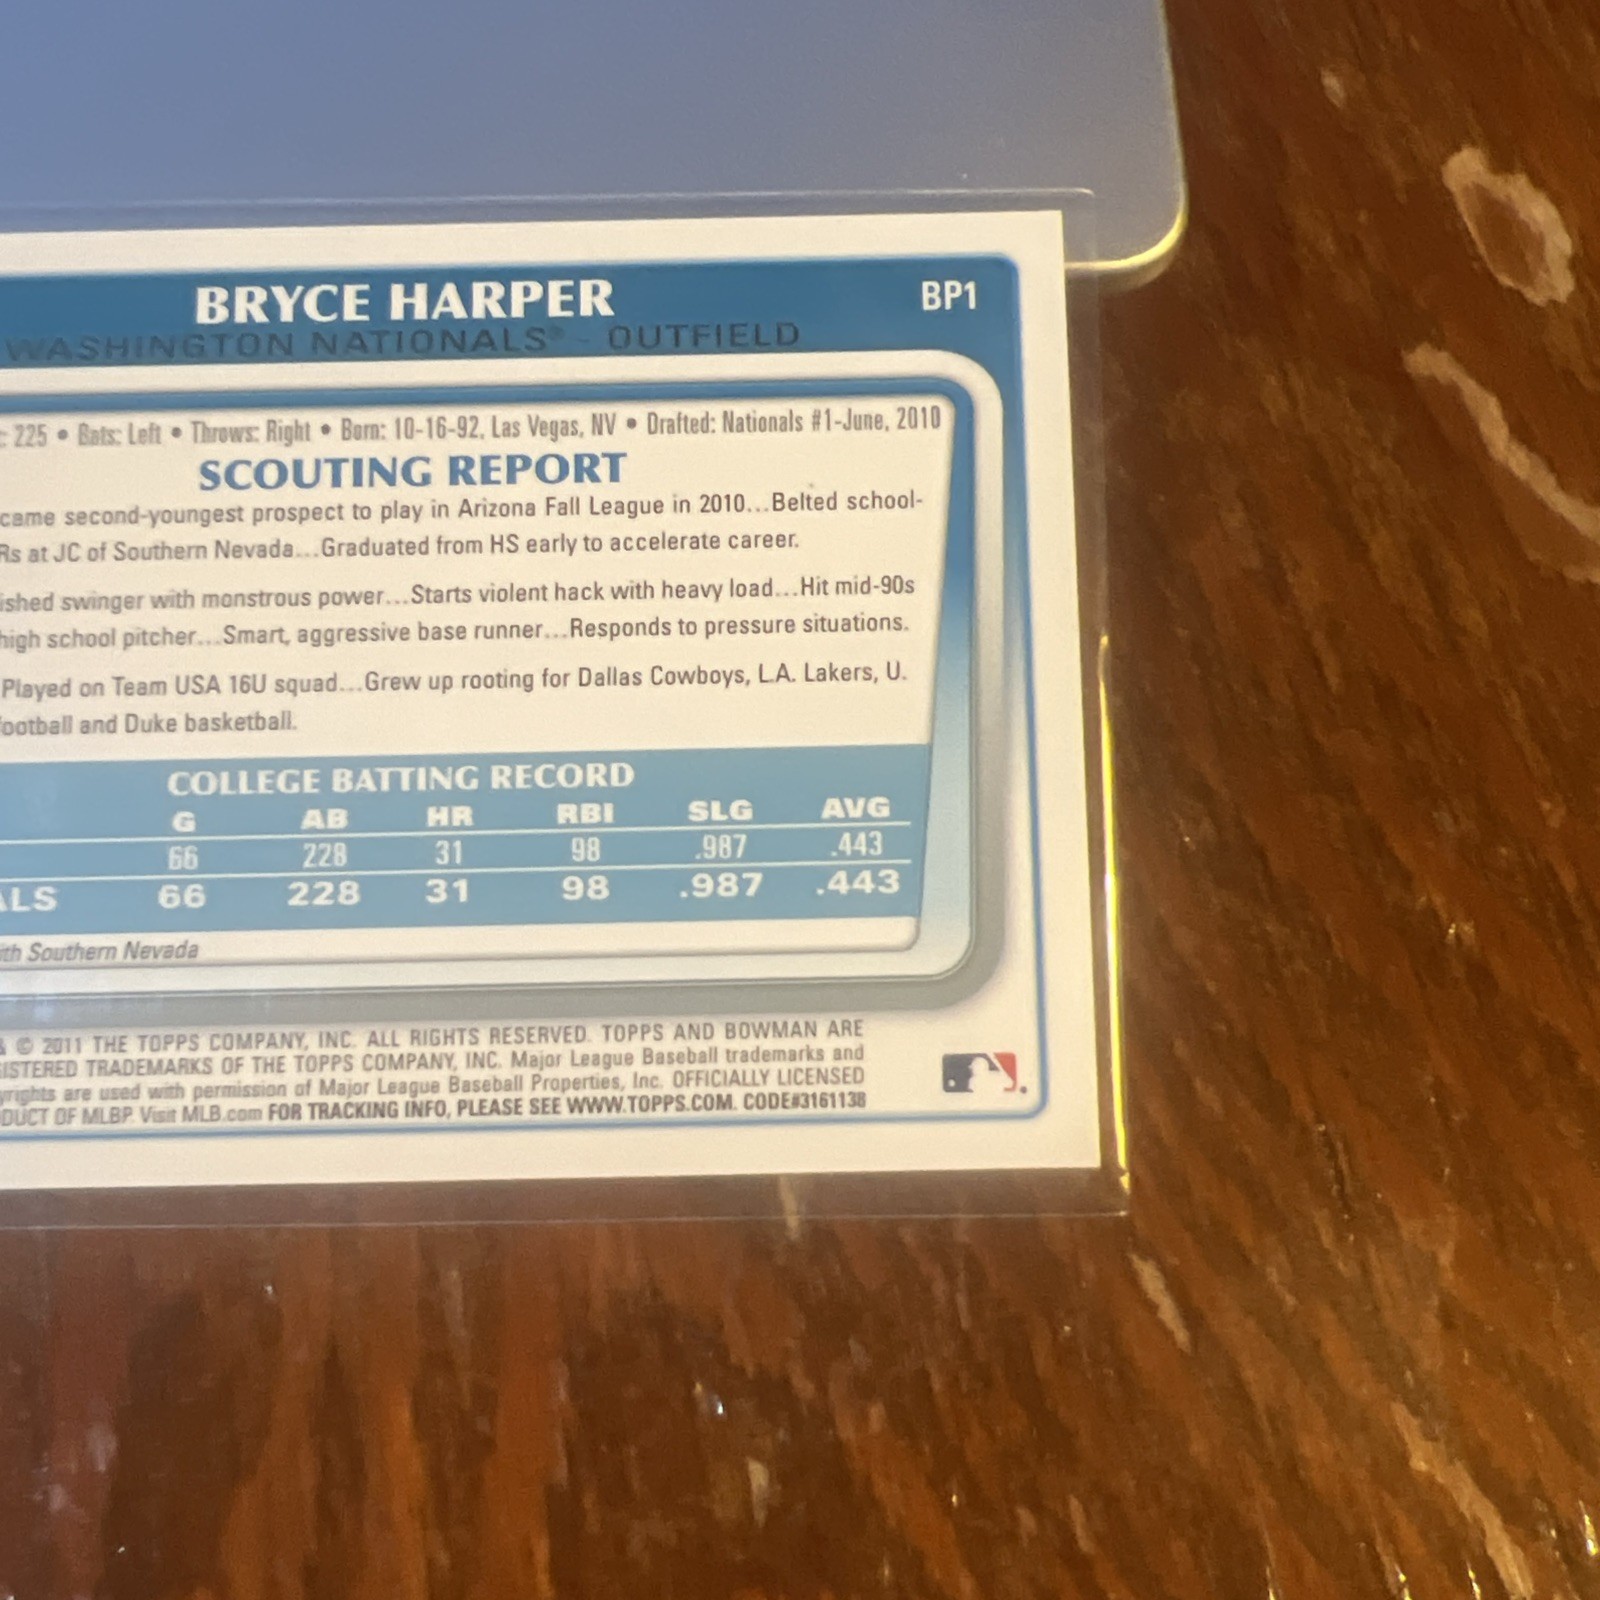 BRYCE HARPER BP1
WASHINGTON NATIONALS® - OUTFIELD
: 225 • Bats: Left • Throws: Right • Born: 10-16-92, Las Vegas, NV • Drafted: Nationals #1-June, 2010
SCOUTING REPORT
came second-youngest prospect to play in Arizona Fall League in 2010...Belted school-
Rs at JC of Southern Nevada...Graduated from HS early to accelerate career.
ished swinger with monstrous power...Starts violent hack with heavy load...Hit mid-90s
high school pitcher...Smart, aggressive base runner...Responds to pressure situations.
Played on Team USA 16U squad...Grew up rooting for Dallas Cowboys, L.A. Lakers, U.
football and Duke basketball.
COLLEGE BATTING RECORD
G AB HR RBI SLG AVG
66 228 31 98 .987 .443
ALS 66 228 31 98 .987 .443
ith Southern Nevada
& © 2011 THE TOPPS COMPANY, INC. ALL RIGHTS RESERVED. TOPPS AND BOWMAN ARE
ISTERED TRADEMARKS OF THE TOPPS COMPANY, INC. Major League Baseball trademarks and
yrights are used with permission of Major League Baseball Properties, Inc. OFFICIALLY LICENSED
DUCT OF MLBP. Visit MLB.com FOR TRACKING INFO, PLEASE SEE WWW.TOPPS.COM. CODE#3161138